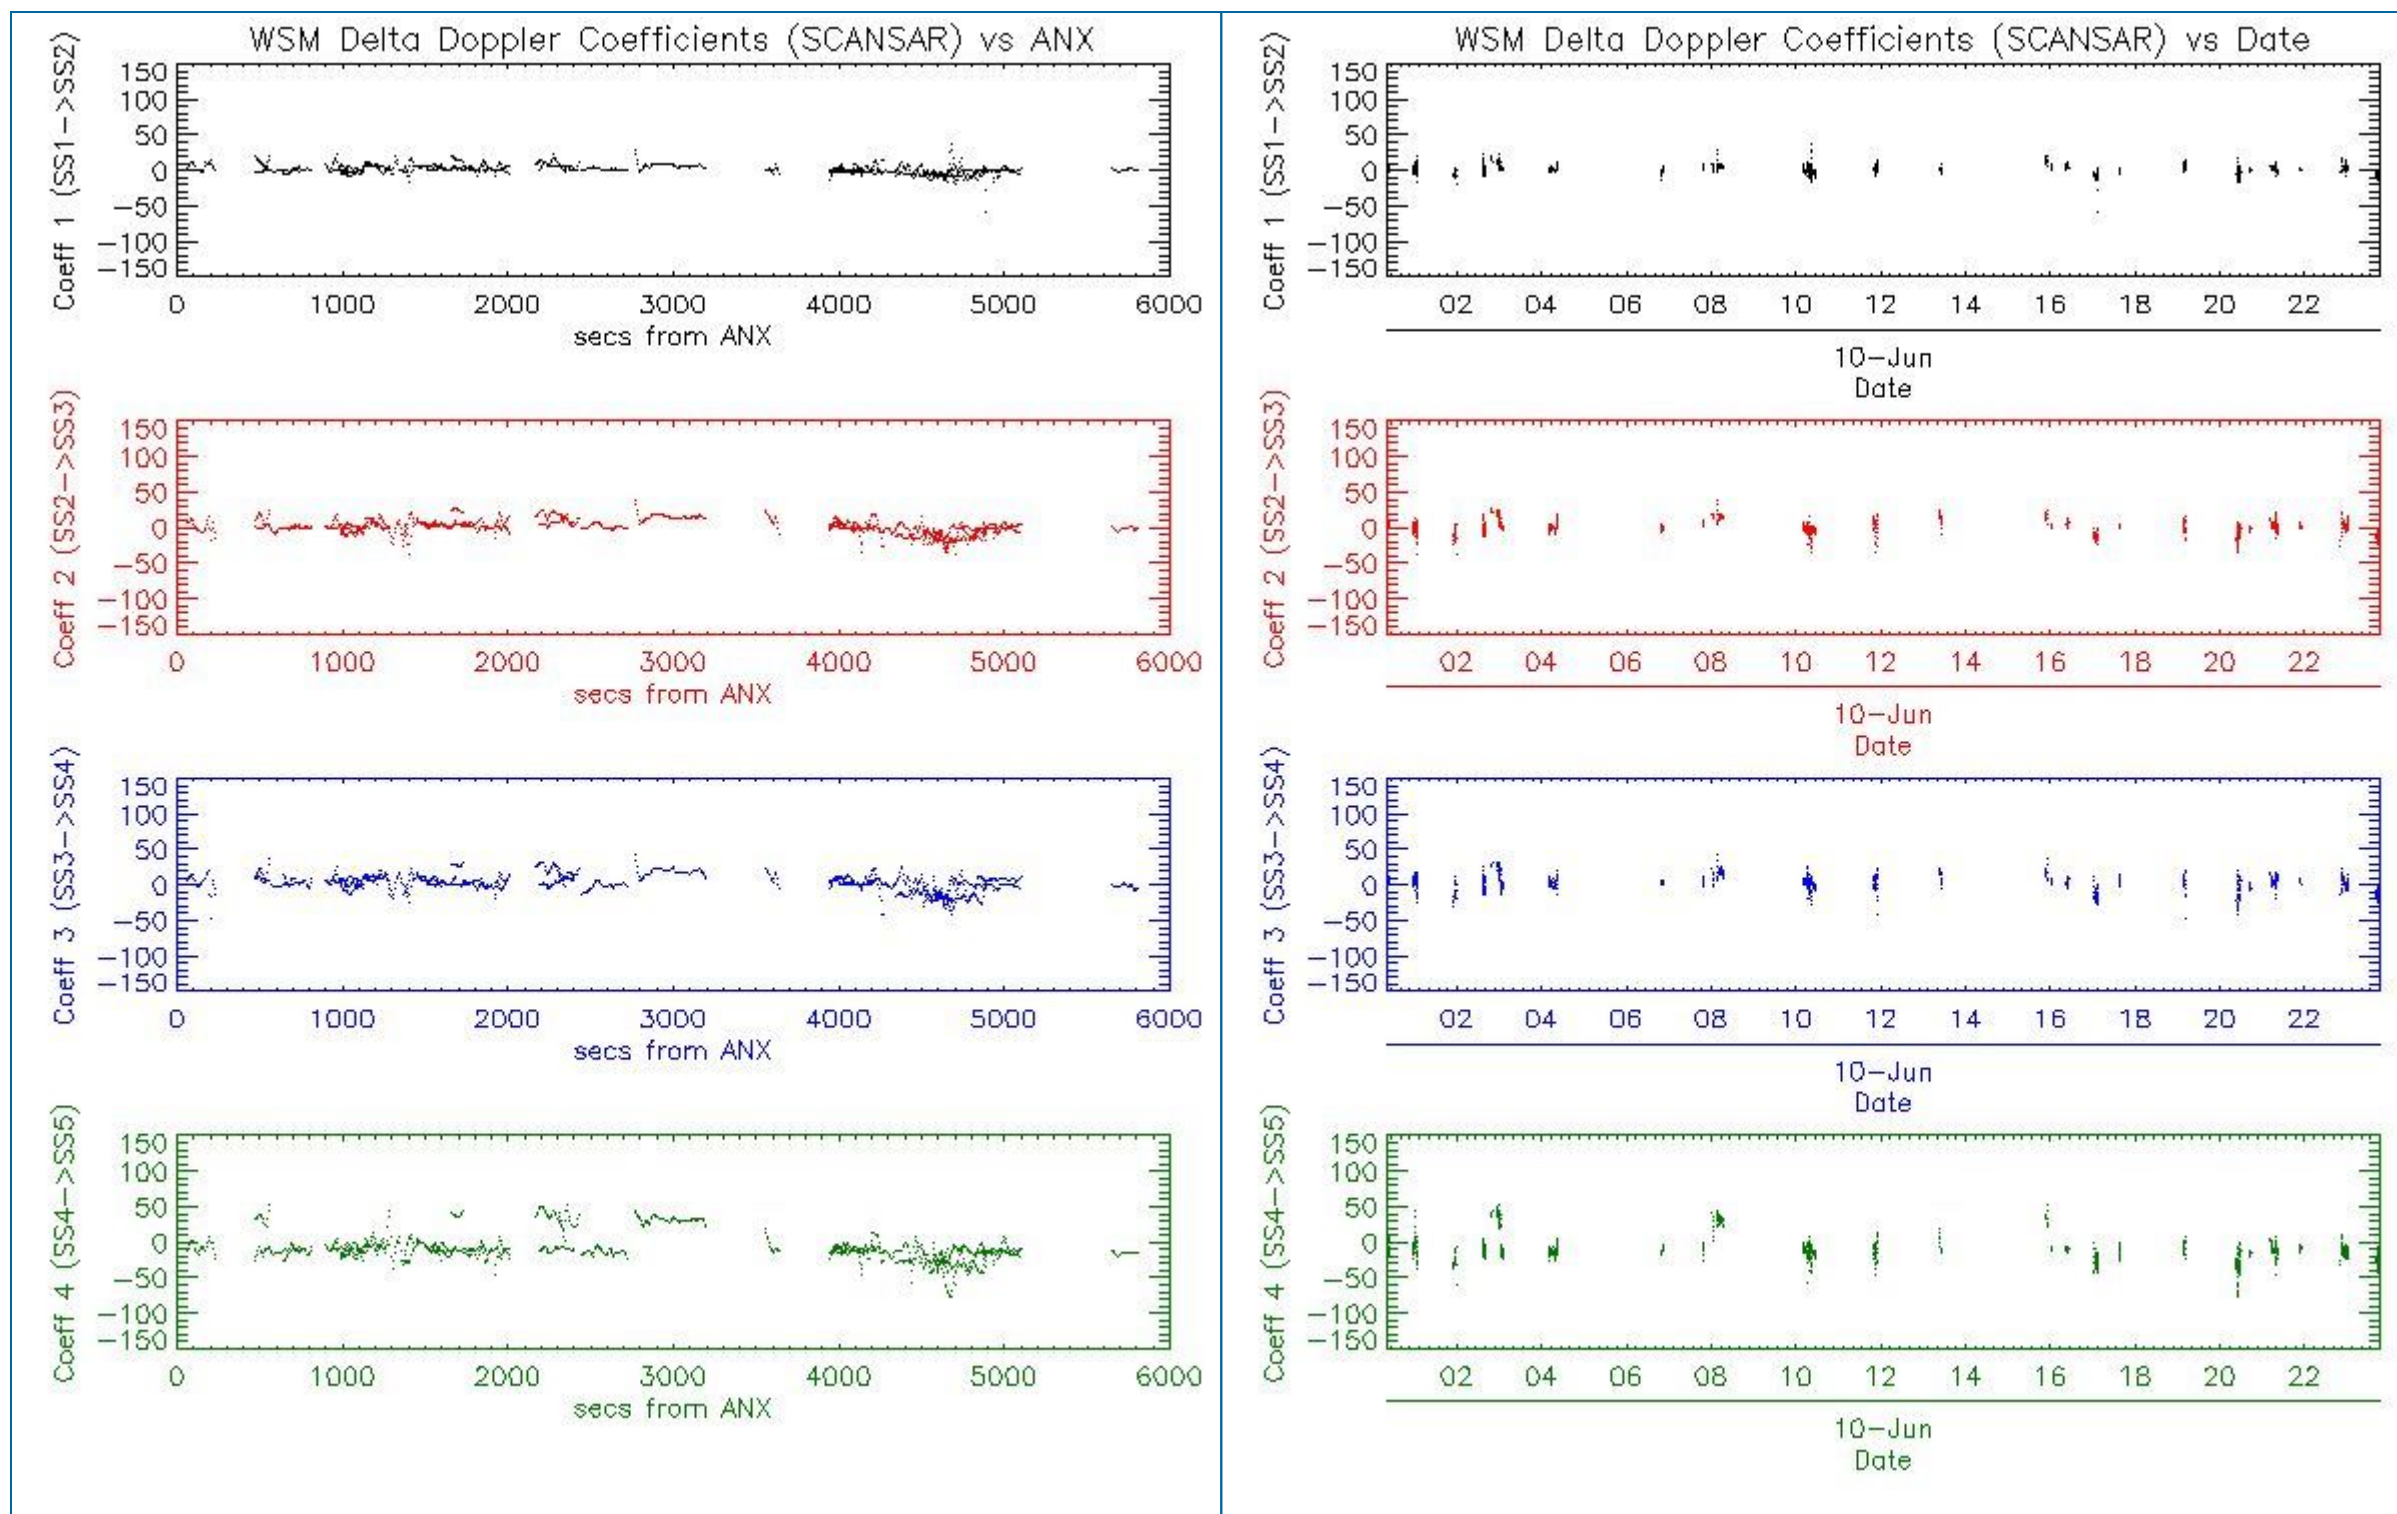 WSM Delta Doppler Coefficients (SCANSAR) vs ANX
Coeff 1 (SS1->SS2)
150
100
50
0
-50
-100
-150
0 1000 2000 3000 4000 5000 6000
secs from ANX
Coeff 2 (SS2->SS3)
150
100
50
0
-50
-100
-150
0 1000 2000 3000 4000 5000 6000
secs from ANX
Coeff 3 (SS3->SS4)
150
100
50
0
-50
-100
-150
0 1000 2000 3000 4000 5000 6000
secs from ANX
Coeff 4 (SS4->SS5)
150
100
50
0
-50
-100
-150
0 1000 2000 3000 4000 5000 6000
secs from ANX
WSM Delta Doppler Coefficients (SCANSAR) vs Date
Coeff 1 (SS1->SS2)
150
100
50
0
-50
-100
-150
02 04 06 08 10 12 14 16 18 20 22
10-Jun
Date
Coeff 2 (SS2->SS3)
150
100
50
0
-50
-100
-150
02 04 06 08 10 12 14 16 18 20 22
10-Jun
Date
Coeff 3 (SS3->SS4)
150
100
50
0
-50
-100
-150
02 04 06 08 10 12 14 16 18 20 22
10-Jun
Date
Coeff 4 (SS4->SS5)
150
100
50
0
-50
-100
-150
02 04 06 08 10 12 14 16 18 20 22
10-Jun
Date